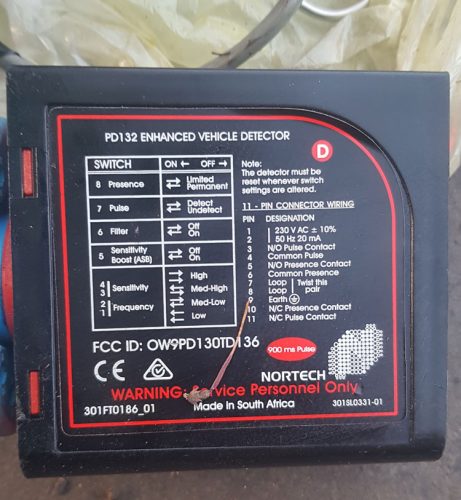 PD132 ENHANCED VEHICLE DETECTOR
D
SWITCH ON ← OFF →
8 Presence Limited Permanent
7 Pulse Detect Undetect
6 Filter Off On
5 Sensitivity Boost (ASB) Off On
4 3 Sensitivity
2 1 Frequency
High
Med-High
Med-Low
Low
Note:
The detector must be
reset whenever switch
settings are altered.
11 - PIN CONNECTOR WIRING
PIN DESIGNATION
1 230 V AC ± 10%
2 50 Hz 20 mA
3 N/O Pulse Contact
4 Common Pulse
5 N/O Presence Contact
6 Common Presence
7 Loop Twist this
8 Loop pair
9 Earth
10 N/C Presence Contact
11 N/C Pulse Contact
FCC ID: OW9PD130TD136
900 ms Pulse
CE
NORTECH
WARNING: Service Personnel Only
301FT0186_01 Made in South Africa 301SL0331-01